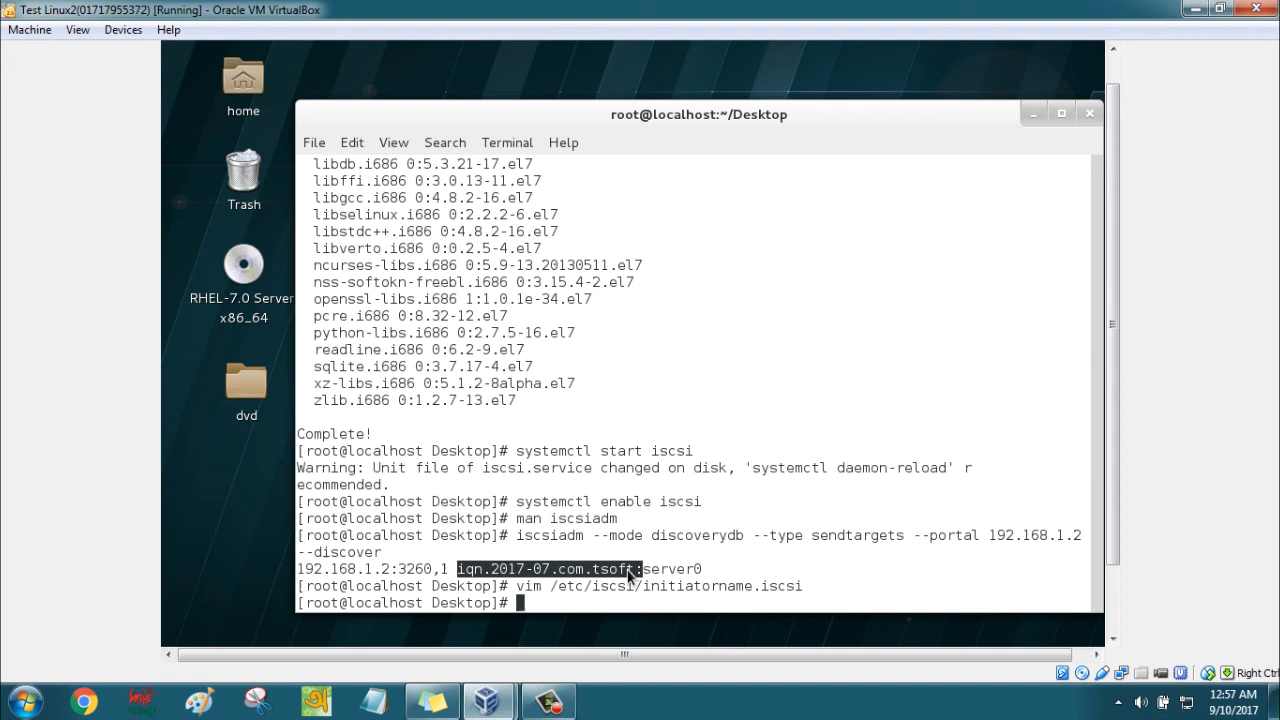 Test Linux2(01717955372) [Running] - Oracle VM VirtualBox
Machine View Devices Help
home
Trash
RHEL-7.0 Server
x86_64
dvd
root@localhost:~/Desktop
File Edit View Search Terminal Help
libdb.i686 0:5.3.21-17.el7
libffi.i686 0:3.0.13-11.el7
libgcc.i686 0:4.8.2-16.el7
libselinux.i686 0:2.2.2-6.el7
libstdc++.i686 0:4.8.2-16.el7
libverto.i686 0:0.2.5-4.el7
ncurses-libs.i686 0:5.9-13.20130511.el7
nss-softokn-freebl.i686 0:3.15.4-2.el7
openssl-libs.i686 1:1.0.1e-34.el7
pcre.i686 0:8.32-12.el7
python-libs.i686 0:2.7.5-16.el7
readline.i686 0:6.2-9.el7
sqlite.i686 0:3.7.17-4.el7
xz-libs.i686 0:5.1.2-8alpha.el7
zlib.i686 0:1.2.7-13.el7
Complete!
[root@localhost Desktop]# systemctl start iscsi
Warning: Unit file of iscsi.service changed on disk, 'systemctl daemon-reload' r
ecommended.
[root@localhost Desktop]# systemctl enable iscsi
[root@localhost Desktop]# man iscsiadm
[root@localhost Desktop]# iscsiadm --mode discoverydb --type sendtargets --portal 192.168.1.2
--discover
192.168.1.2:3260,1 iqn.2017-07.com.tsoft:server0
[root@localhost Desktop]# vim /etc/iscsi/initiatorname.iscsi
[root@localhost Desktop]#
Right Ctrl
12:57 AM
9/10/2017